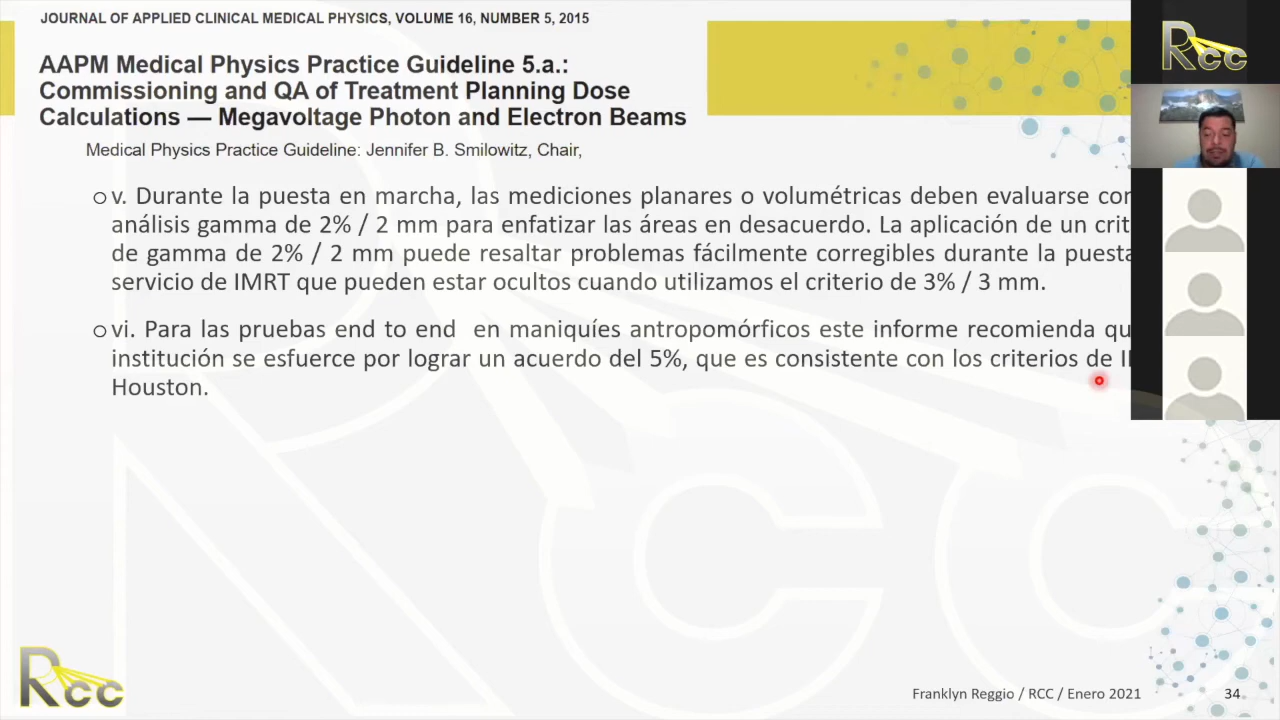 JOURNAL OF APPLIED CLINICAL MEDICAL PHYSICS, VOLUME 16, NUMBER 5, 2015
AAPM Medical Physics Practice Guideline 5.a.:
Commissioning and QA of Treatment Planning Dose
Calculations — Megavoltage Photon and Electron Beams
Medical Physics Practice Guideline: Jennifer B. Smilowitz, Chair,
Rcc
v. Durante la puesta en marcha, las mediciones planares o volumétricas deben evaluarse con
análisis gamma de 2% / 2 mm para enfatizar las áreas en desacuerdo. La aplicación de un
de gamma de 2% / 2 mm puede resaltar problemas fácilmente corregibles durante la puesta
servicio de IMRT que pueden estar ocultos cuando utilizamos el criterio de 3% / 3 mm.
vi. Para las pruebas end to end en maniquíes antropomórficos este informe recomienda
institución se esfuerce por lograr un acuerdo del 5%, que es consistente con los criterios de
Houston.
Rcc
Franklyn Reggio / RCC / Enero 2021
34